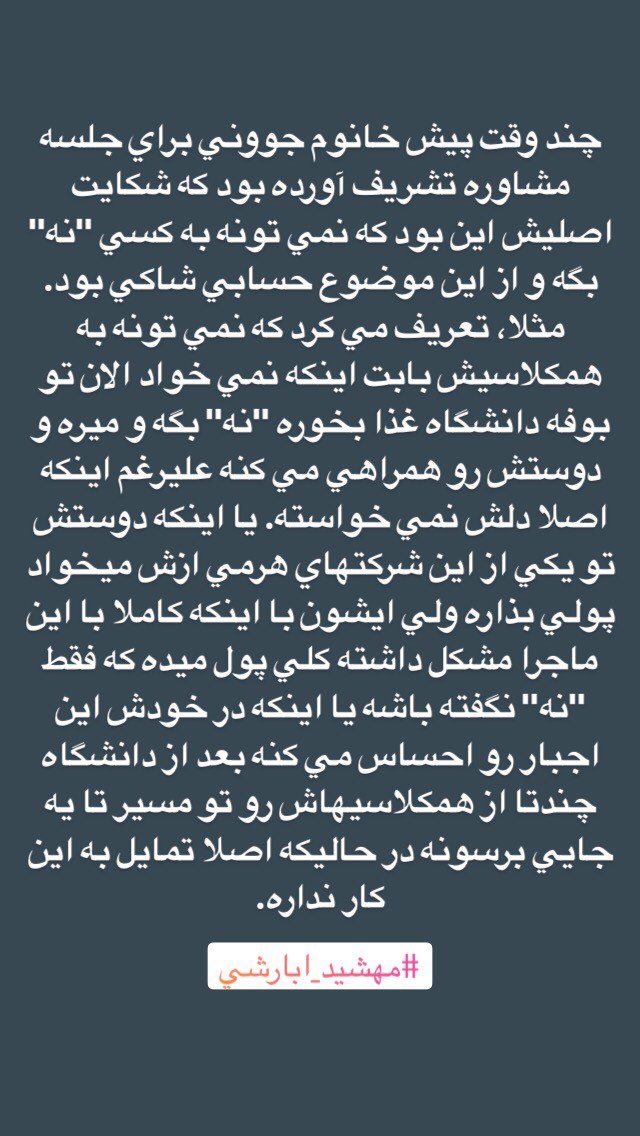 چند وقت پيش خانوم جووني براي جلسه
مشاوره تشريف آورده بود كه شكايت
اصليش اين بود كه نمي تونه به كسي "نه"
بگه و از اين موضوع حسابي شاكي بود.
مثلا، تعريف مي كرد كه نمي تونه به
همكلاسيش بابت اينكه نمي خواد الان تو
بوفه دانشگاه غذا بخوره "نه" بگه و ميره و
دوستش رو همراهي مي كنه عليرغم اينكه
اصلا دلش نمي خواسته. يا اينكه دوستش
تو يكي از اين شركتهاي هرمي ازش ميخواد
پولي بذاره ولي ايشون با اينكه كاملا با اين
ماجرا مشكل داشته كلي پول ميده كه فقط
"نه" نگفته باشه يا اينكه در خودش اين
اجبار رو احساس مي كنه بعد از دانشگاه
چندتا از همكلاسيهاش رو تو مسير تا يه
جايي برسونه در حاليكه اصلا تمايل به اين
كار نداره.
#مهشيد_ابارشي